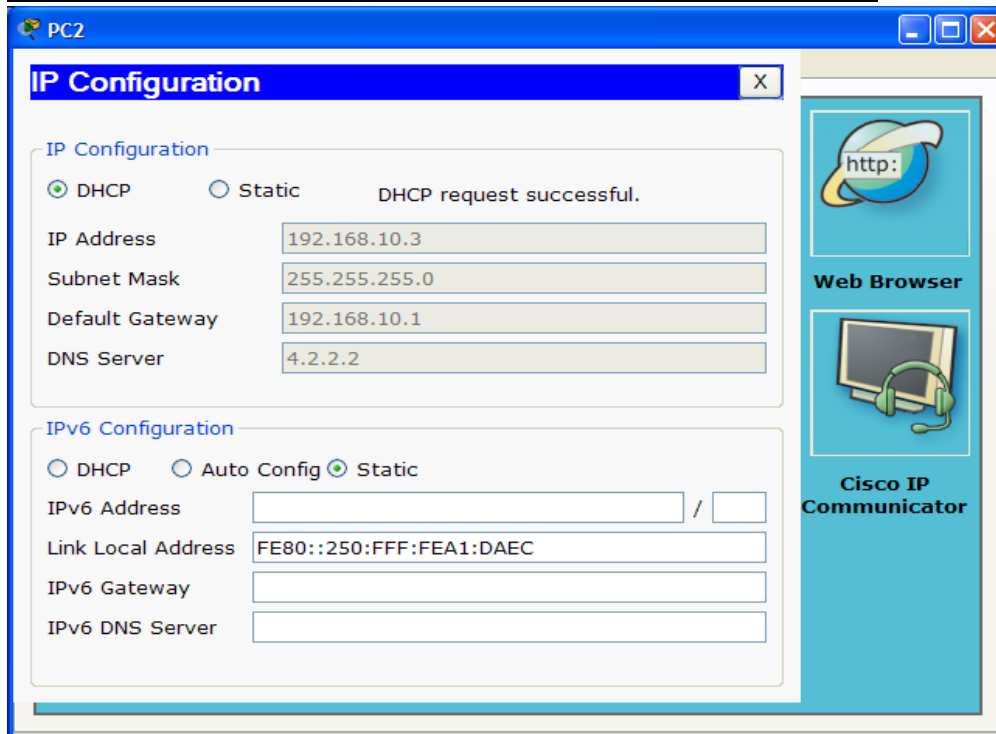 PC2
IP Configuration
X
IP Configuration
DHCP Static DHCP request successful.
IP Address 192.168.10.3
Subnet Mask 255.255.255.0
Default Gateway 192.168.10.1
DNS Server 4.2.2.2
IPv6 Configuration
DHCP Auto Config Static
IPv6 Address /
Link Local Address FE80::250:FFF:FEA1:DAEC
IPv6 Gateway
IPv6 DNS Server
http:
Web Browser
Cisco IP
Communicator